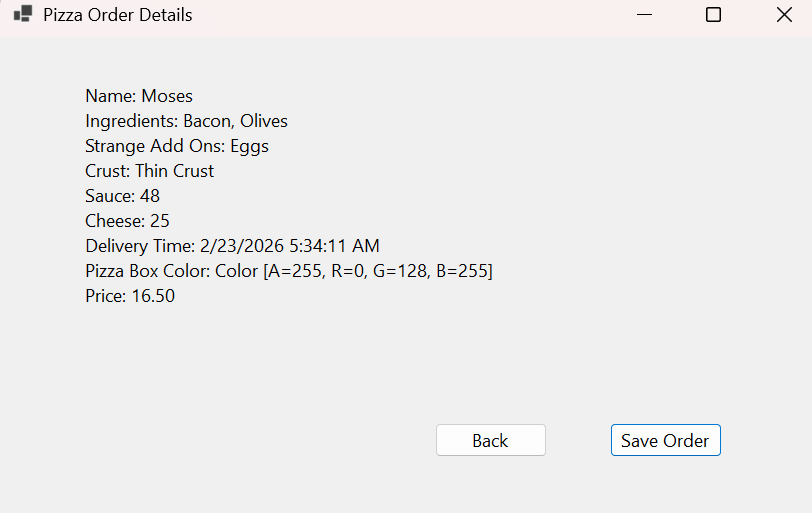 Pizza Order Details
Name: Moses
Ingredients: Bacon, Olives
Strange Add Ons: Eggs
Crust: Thin Crust
Sauce: 48
Cheese: 25
Delivery Time: 2/23/2026 5:34:11 AM
Pizza Box Color: Color [A=255, R=0, G=128, B=255]
Price: 16.50
Back
Save Order